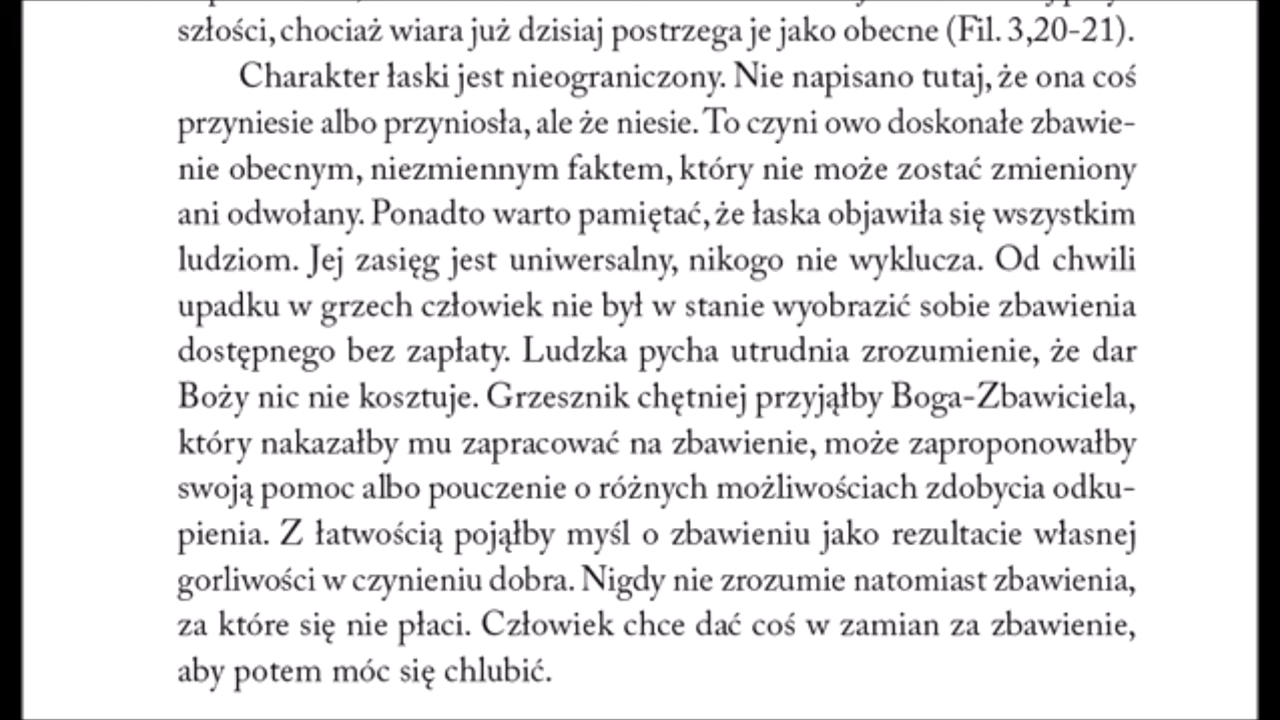 szłości, chociaż wiara już dzisiaj postrzega je jako obecne (Fil. 3,20-21).
Charakter łaski jest nieograniczony. Nie napisano tutaj, że ona coś
przyniesie albo przyniosła, ale że niesie. To czyni owo doskonałe zbawie-
nie obecnym, niezmiennym faktem, który nie może zostać zmieniony
ani odwołany. Ponadto warto pamiętać, że łaska objawiła się wszystkim
ludziom. Jej zasięg jest uniwersalny, nikogo nie wyklucza. Od chwili
upadku w grzech człowiek nie był w stanie wyobrazić sobie zbawienia
dostępnego bez zapłaty. Ludzka pycha utrudnia zrozumienie, że dar
Boży nic nie kosztuje. Grzesznik chętniej przyjąłby Boga-Zbawiciela,
który nakazałby mu zapracować na zbawienie, może zaproponowałby
swoją pomoc albo pouczenie o różnych możliwościach zdobycia odku-
pienia. Z łatwością pojąłby myśl o zbawieniu jako rezultacie własnej
gorliwości w czynieniu dobra. Nigdy nie zrozumie natomiast zbawienia,
za które się nie płaci. Człowiek chce dać coś w zamian za zbawienie,
aby potem móc się chlubić.